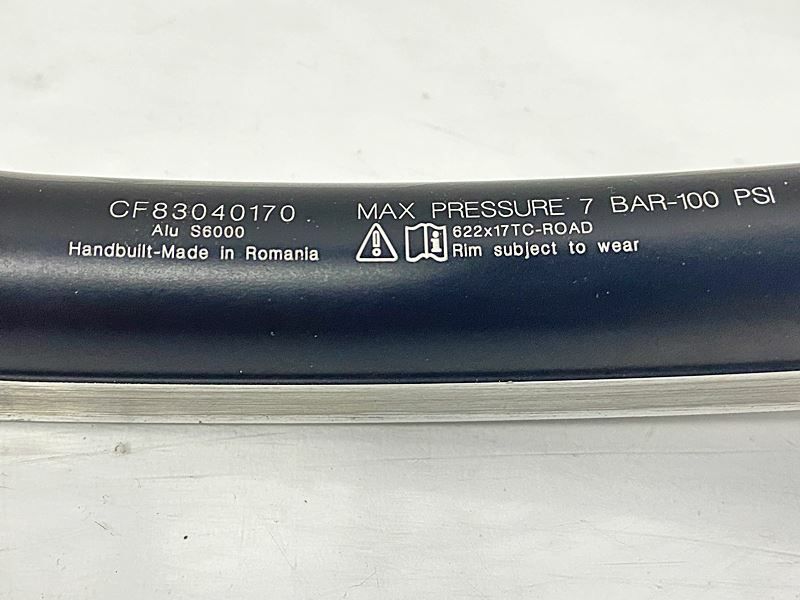 CF83040170
Alu S6000
Handbuilt-Made in Romania
MAX PRESSURE 7 BAR-100 PSI
622x17TC-ROAD
Rim subject to wear